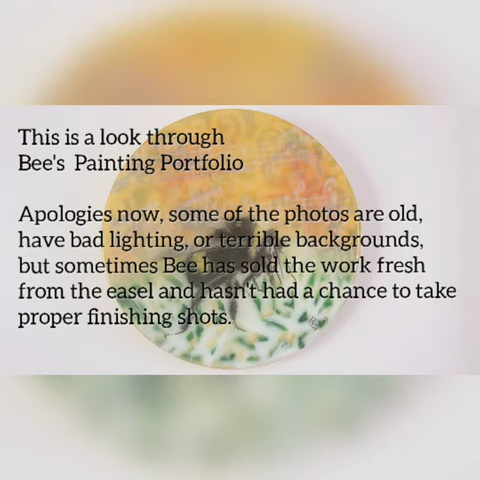 This is a look through
Bee's Painting Portfolio
Apologies now, some of the photos are old,
have bad lighting, or terrible backgrounds,
but sometimes Bee has sold the work fresh
from the easel and hasn't had a chance to take
proper finishing shots.